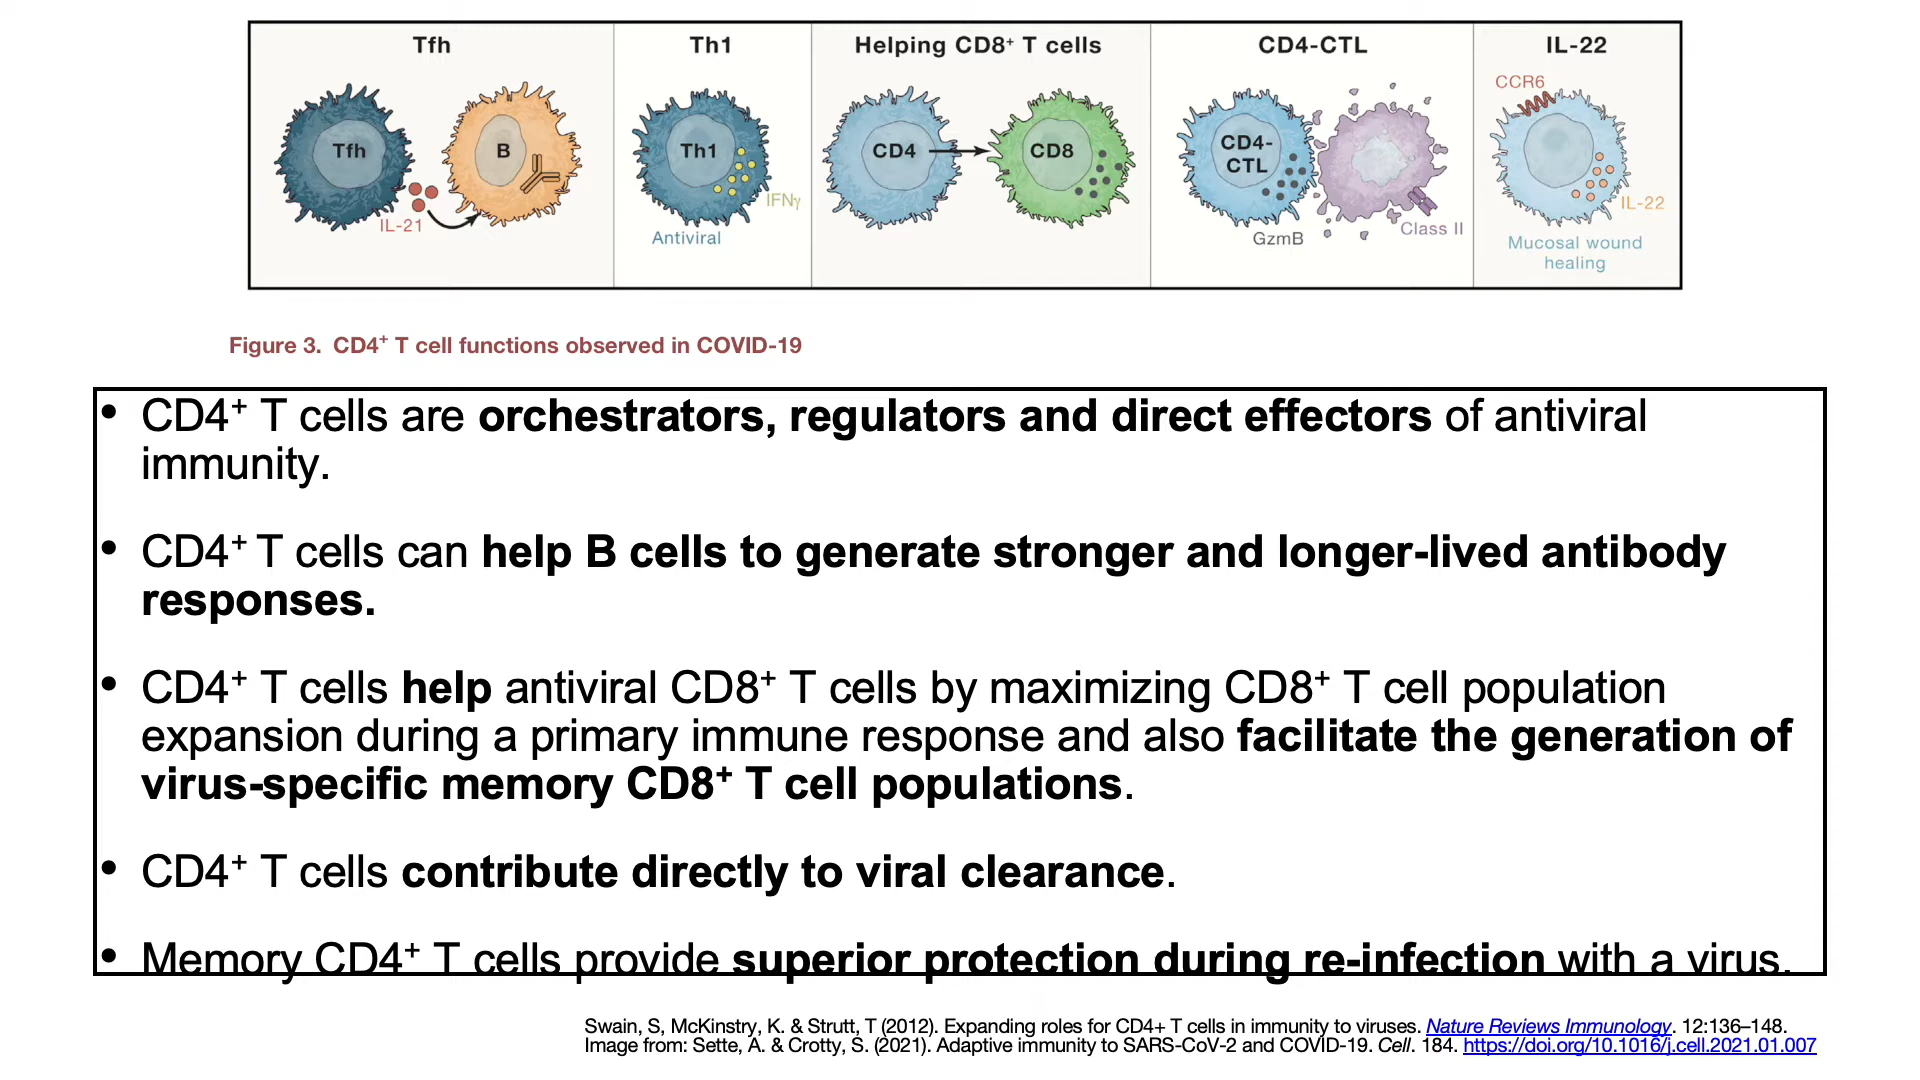 Tfh
Th1
Helping CD8⁺ T cells
CD4-CTL
IL-22
Tfh
B
IL-21
Th1
IFNγ
Antiviral
CD4
CD8
CD4-
CTL
GzmB
Class II
CCR6
IL-22
Mucosal wound
healing
Figure 3. CD4⁺ T cell functions observed in COVID-19
• CD4⁺ T cells are orchestrators, regulators and direct effectors of antiviral
immunity.
• CD4⁺ T cells can help B cells to generate stronger and longer-lived antibody
responses.
• CD4⁺ T cells help antiviral CD8⁺ T cells by maximizing CD8⁺ T cell population
expansion during a primary immune response and also facilitate the generation of
virus-specific memory CD8⁺ T cell populations.
• CD4⁺ T cells contribute directly to viral clearance.
• Memory CD4⁺ T cells provide superior protection during re-infection with a virus.
Swain, S, McKinstry, K. & Strutt, T (2012). Expanding roles for CD4+ T cells in immunity to viruses. Nature Reviews Immunology. 12:136–148.
Image from: Sette, A. & Crotty, S. (2021). Adaptive immunity to SARS-CoV-2 and COVID-19. Cell. 184. https://doi.org/10.1016/j.cell.2021.01.007